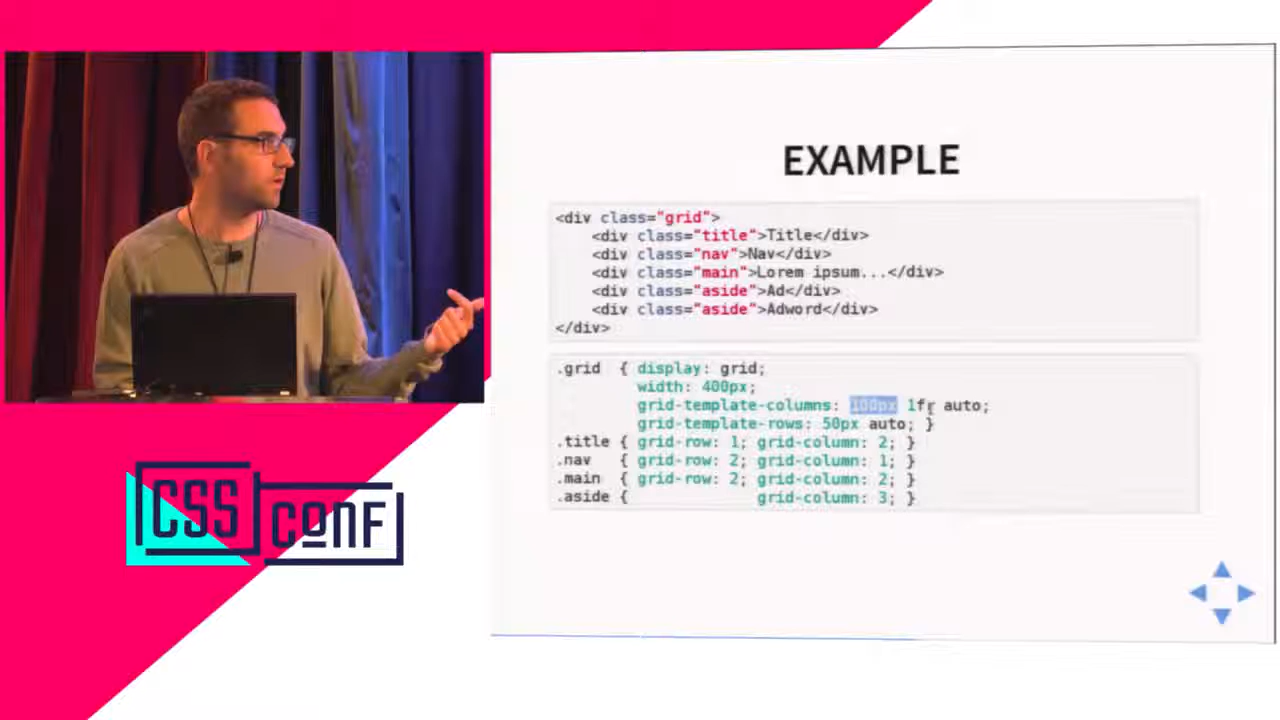 EXAMPLE
<div class="grid">
    <div class="title">Title</div>
    <div class="nav">Nav</div>
    <div class="main">Lorem ipsum...</div>
    <div class="aside">Ad</div>
    <div class="aside">Adword</div>
</div>
.grid  { display: grid;
         width: 400px;
         grid-template-columns: 100px 1fr auto;
         grid-template-rows: 50px auto; }
.title { grid-row: 1; grid-column: 2; }
.nav   { grid-row: 2; grid-column: 1; }
.main  { grid-row: 2; grid-column: 2; }
.aside {              grid-column: 3; }
CSS
CONF